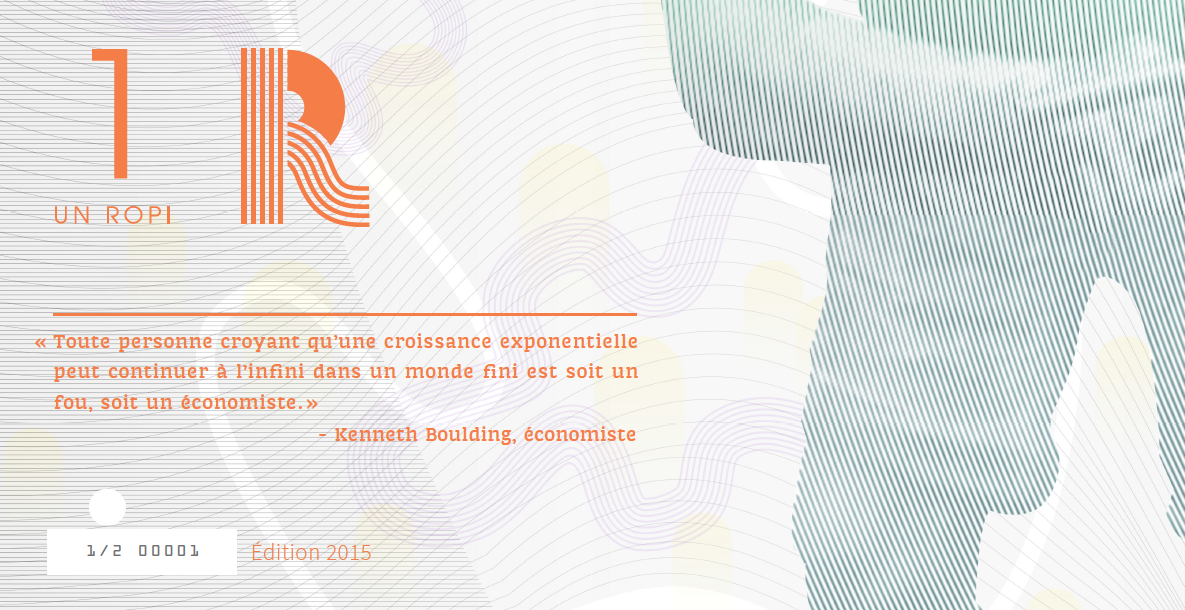 1 R
UN ROPI
« Toute personne croyant qu'une croissance exponentielle
peut continuer à l'infini dans un monde fini est soit un
fou, soit un économiste. »
- Kenneth Boulding, économiste
1/2 00001 Édition 2015